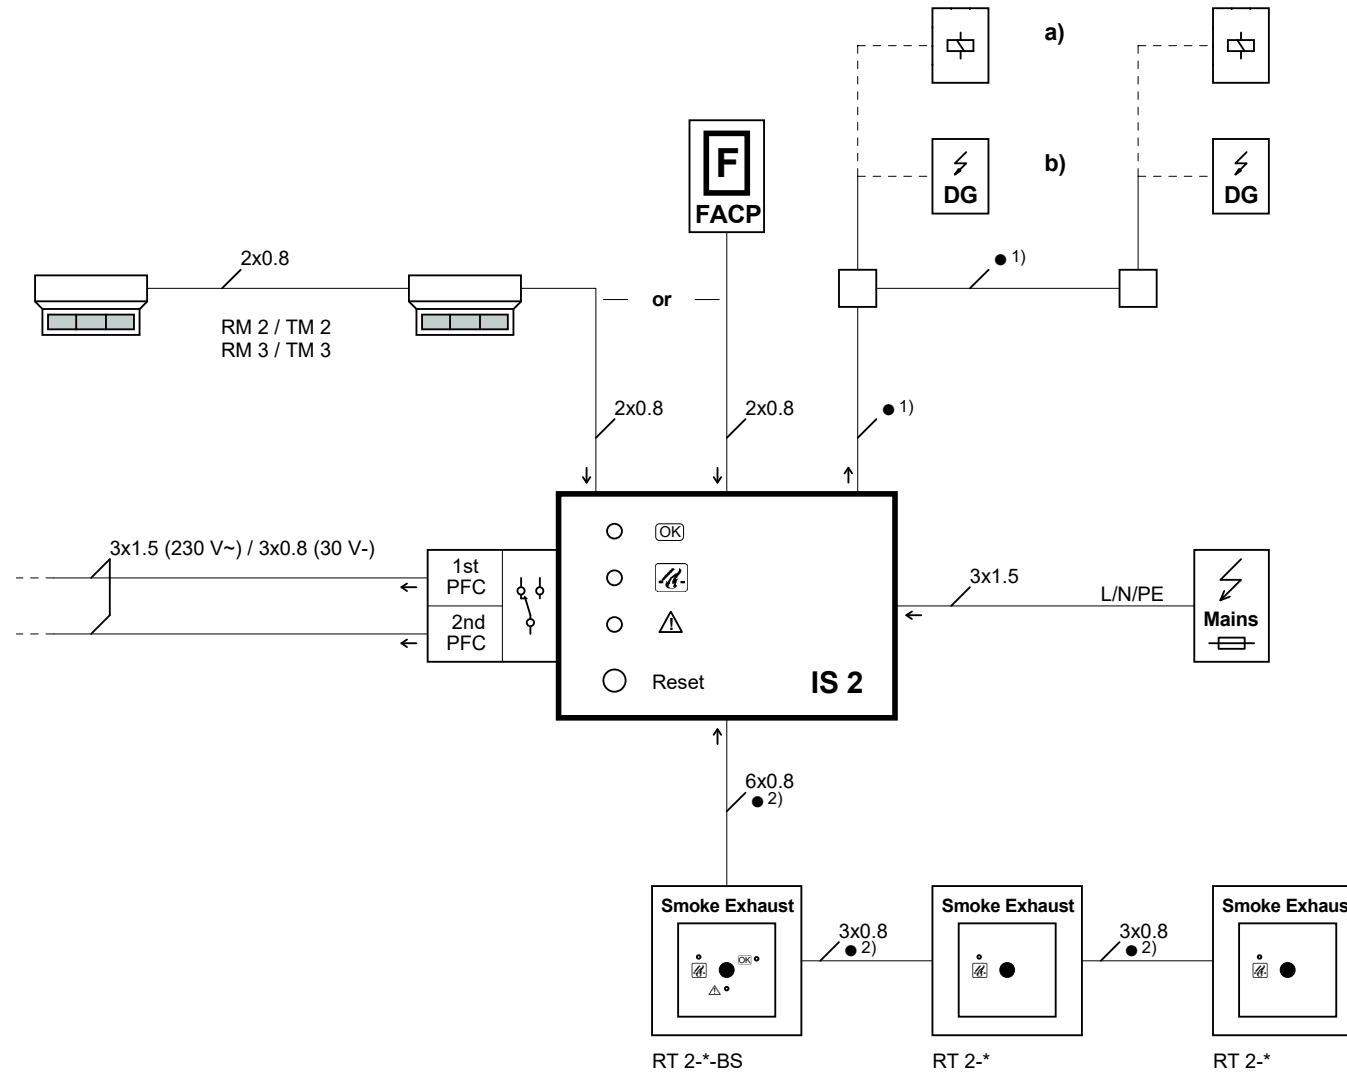 a)
F
FACP
b)
DG
DG
2x0.8
● 1)
or
RM 2 / TM 2
RM 3 / TM 3
2x0.8
2x0.8
● 1)
OK
3x1.5 (230 V~) / 3x0.8 (30 V-)
1st
PFC
2nd
PFC
3x1.5
L/N/PE
Mains
Reset
IS 2
6x0.8
● 2)
Smoke Exhaust
OK
3x0.8
● 2)
Smoke Exhaust
3x0.8
● 2)
Smoke Exhaus
RT 2-*-BS
RT 2-*
RT 2-*